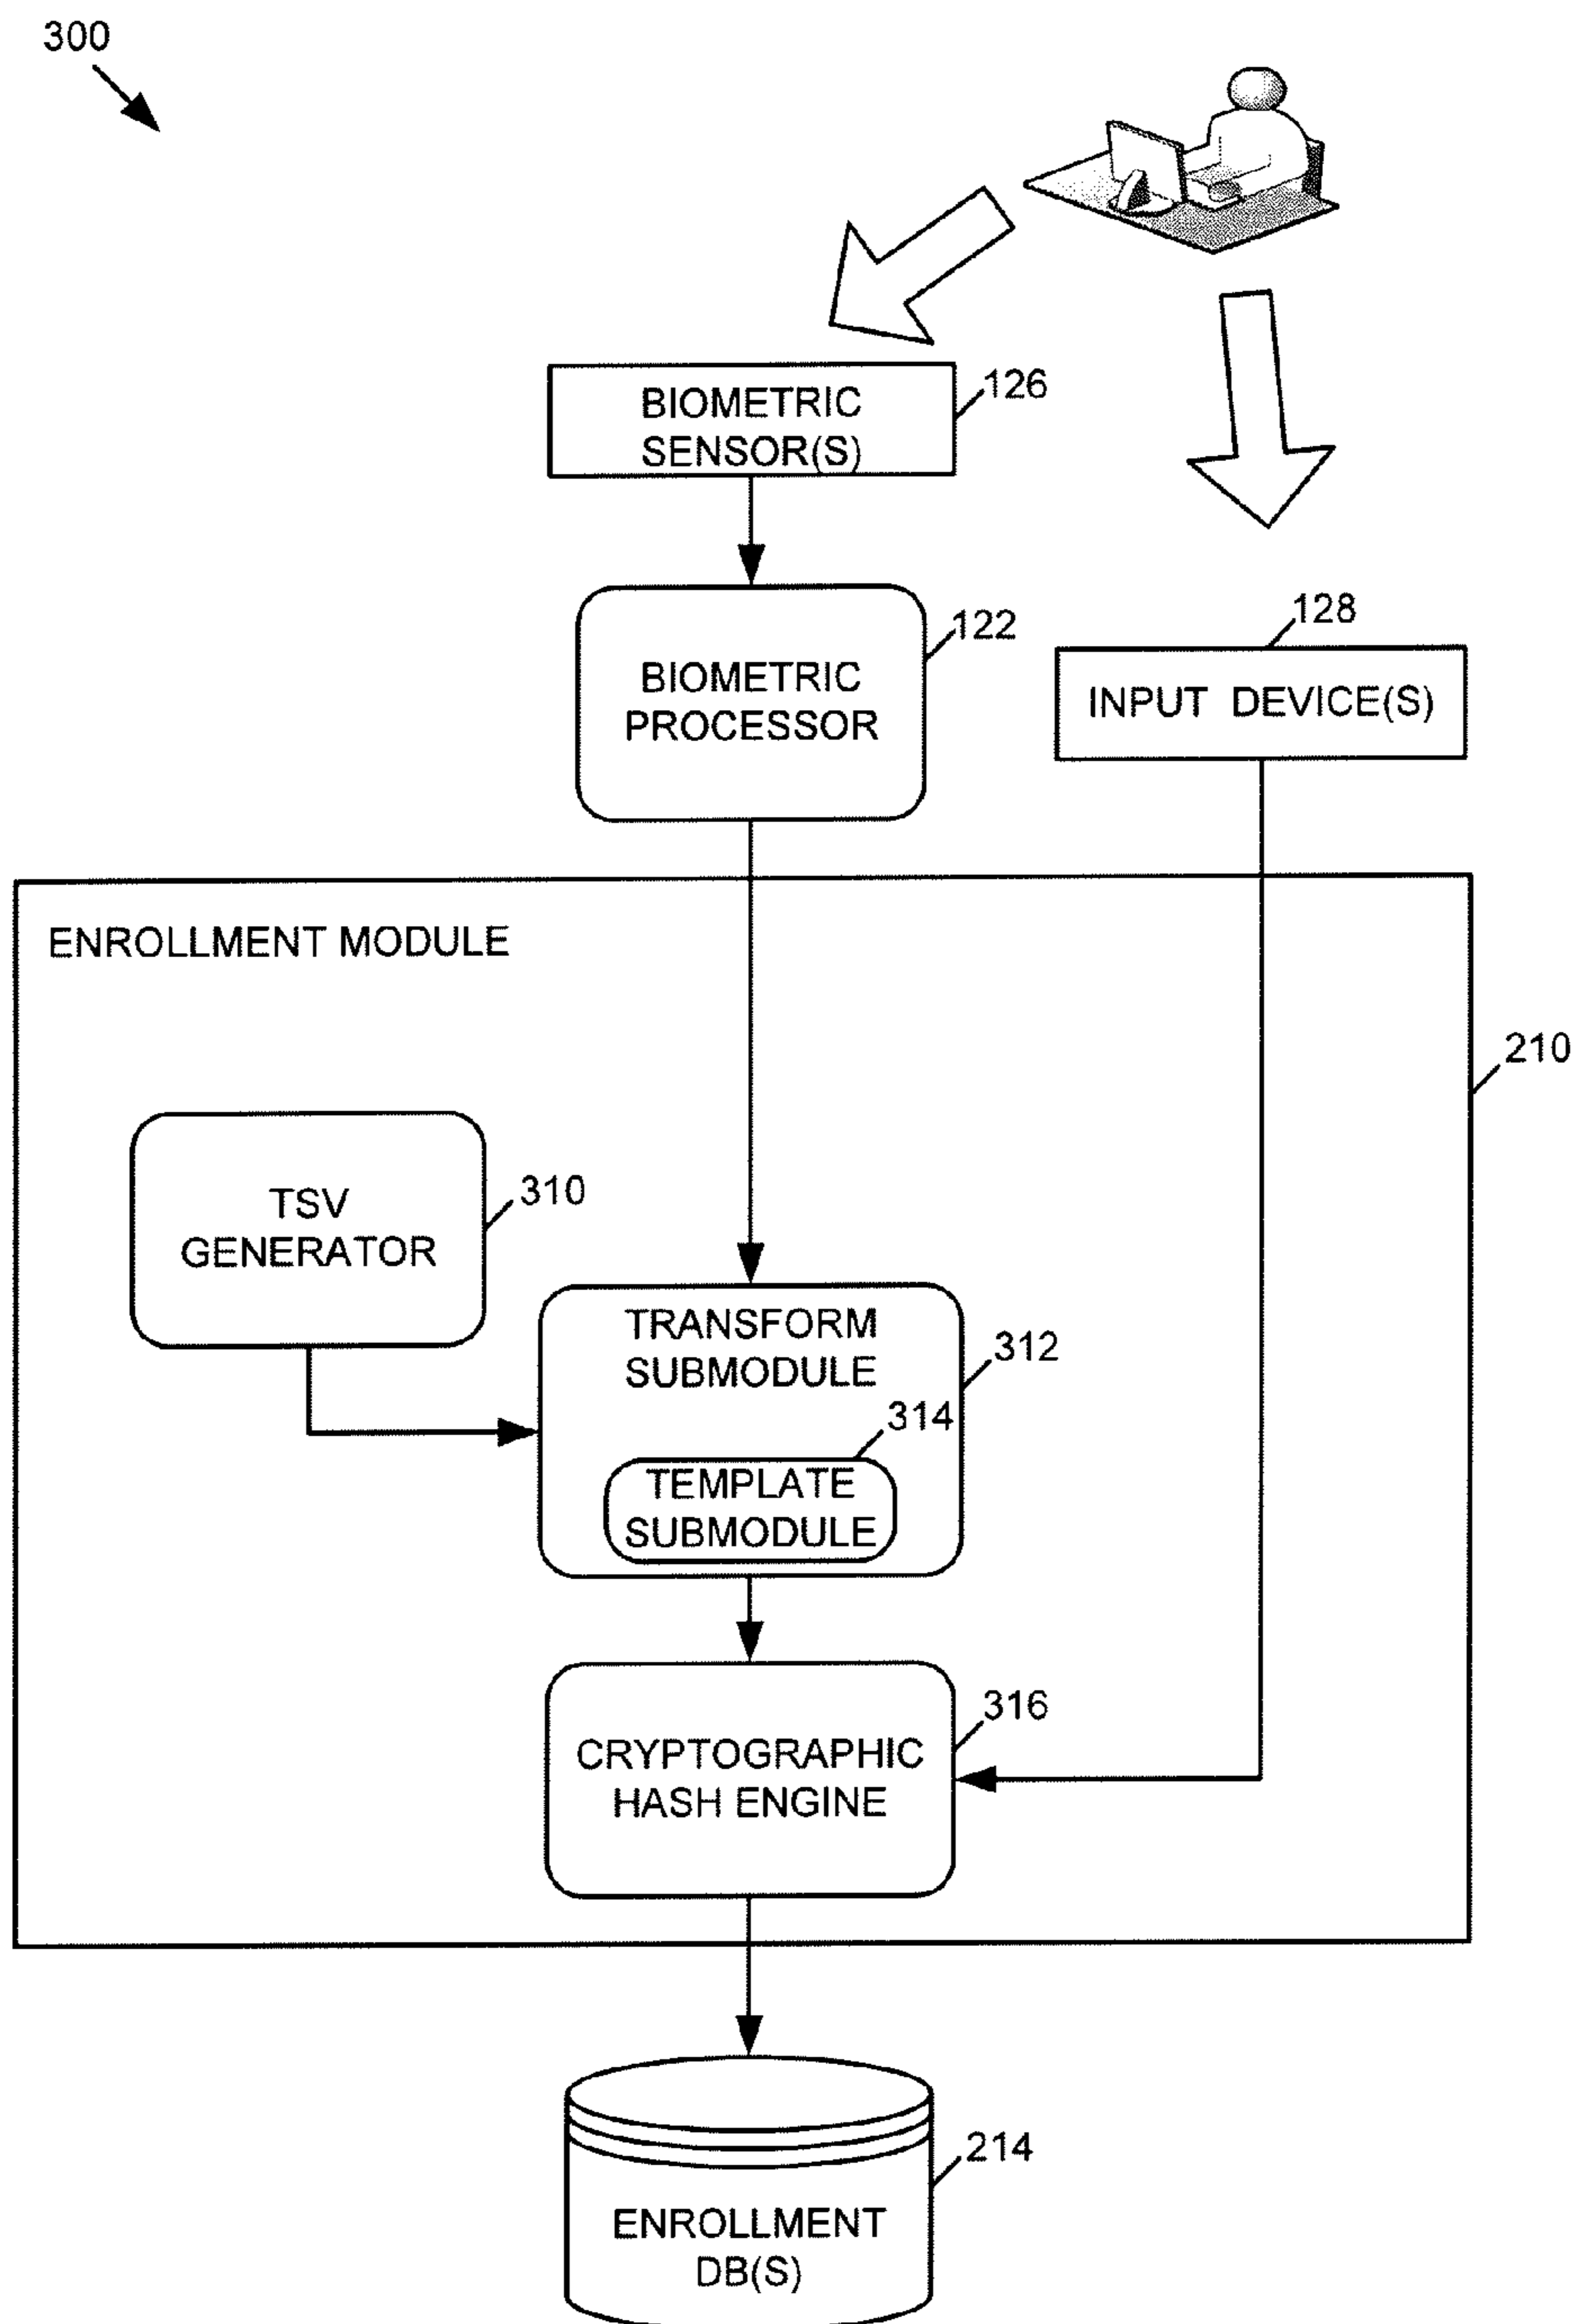 300
BIOMETRIC
SENSOR(S)
126
BIOMETRIC
PROCESSOR
122
128
INPUT DEVICE(S)
ENROLLMENT MODULE
210
TSV
GENERATOR
310
TRANSFORM
SUBMODULE
312
314
TEMPLATE
SUBMODULE
CRYPTOGRAPHIC
HASH ENGINE
316
214
ENROLLMENT
DB(S)